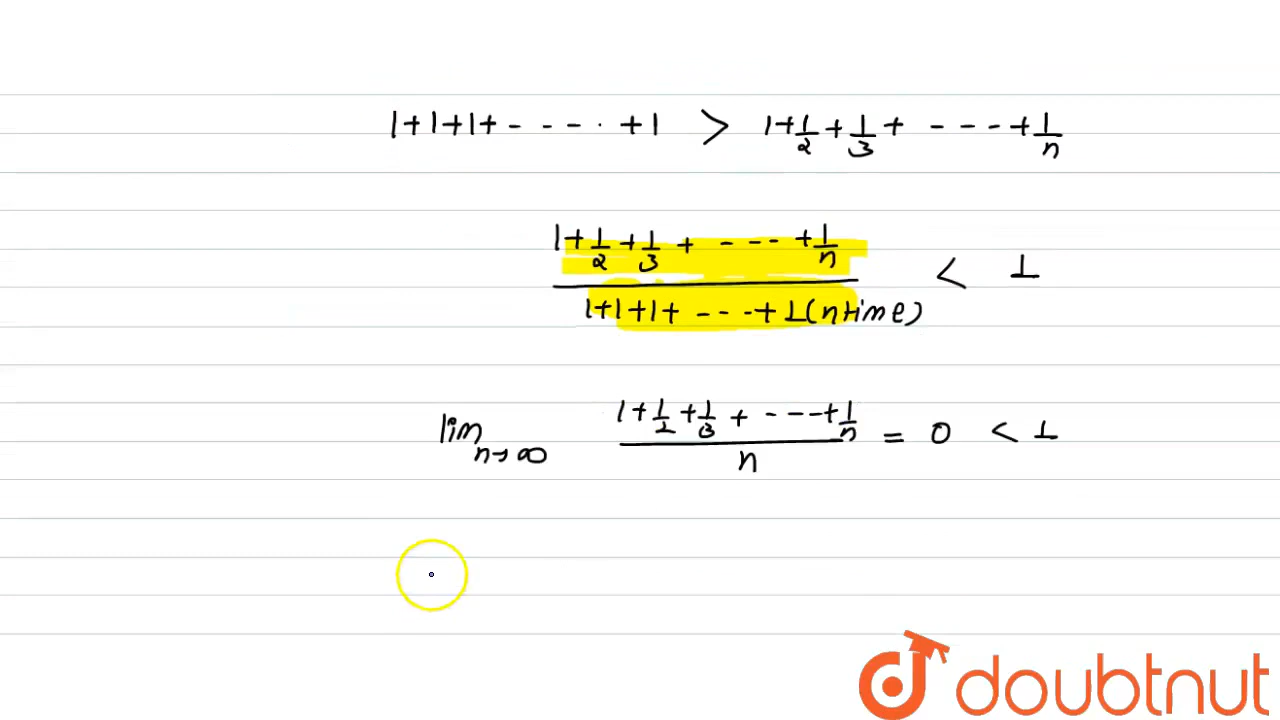 1+1+1+ - - - - · +1 > 1+1/2+1/3+ - - - - +1/n
1+1/2+1/3+ - - - +1/n
1+1+1+ - - - +1(ntime)
< 1
lim n→∞ 1+1/2+1/3+ - - - +1/n / n = 0 < 1
doubtnut